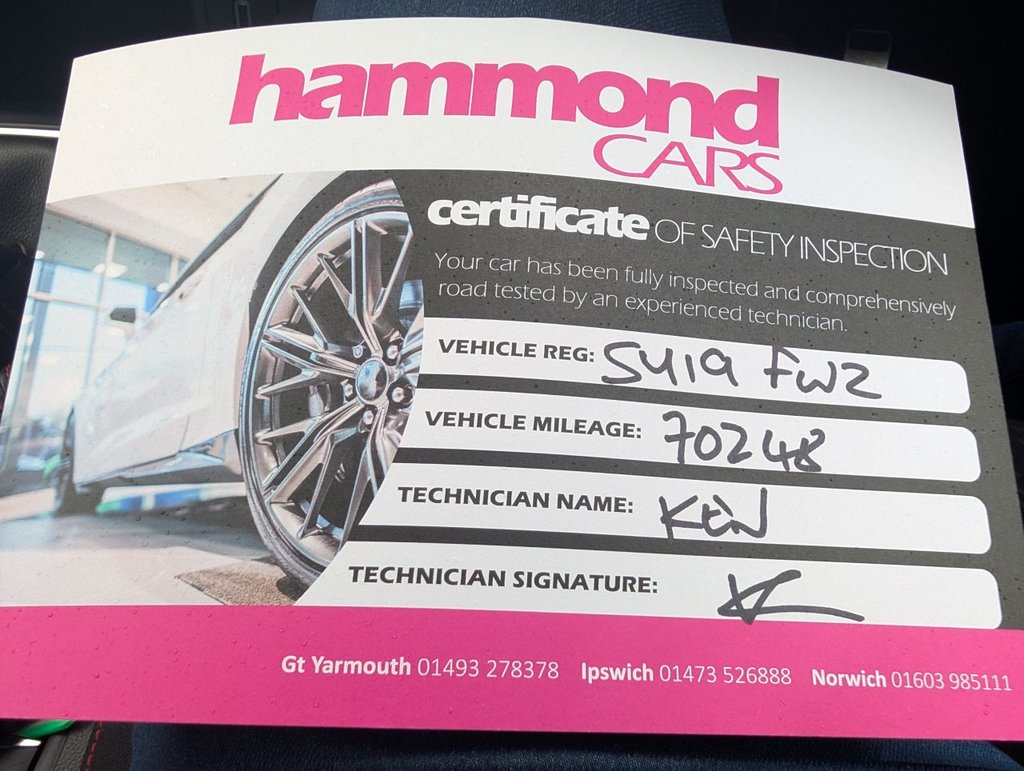 hammond
CARS
certificate OF SAFETY INSPECTION
Your car has been fully inspected and comprehensively
road tested by an experienced technician.
VEHICLE REG: SY19 FWZ
VEHICLE MILEAGE: 70248
TECHNICIAN NAME: KEN
TECHNICIAN SIGNATURE:
Gt Yarmouth 01493 278378 Ipswich 01473 526888 Norwich 01603 985111